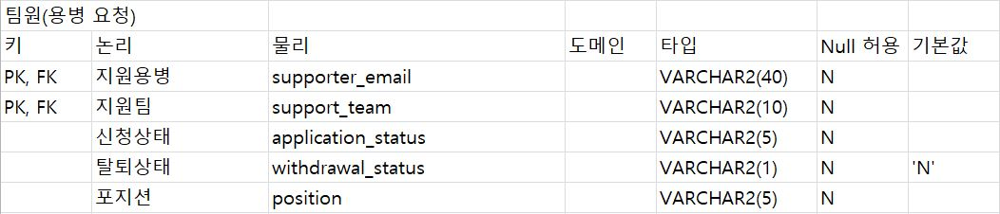 팀원(용병 요청)
키 논리 물리 도메인 타입 Null 허용 기본값
PK, FK 지원용병 supporter_email VARCHAR2(40) N
PK, FK 지원팀 support_team VARCHAR2(10) N
신청상태 application_status VARCHAR2(5) N
탈퇴상태 withdrawal_status VARCHAR2(1) N 'N'
포지션 position VARCHAR2(5) N